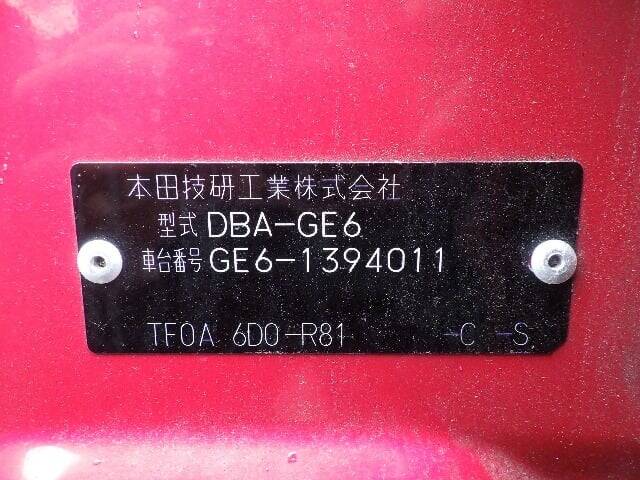 本田技研工業株式会社
型式 DBA-GE6
車台番号 GE6-1394011
TF0A 6D0-R81 -C -S